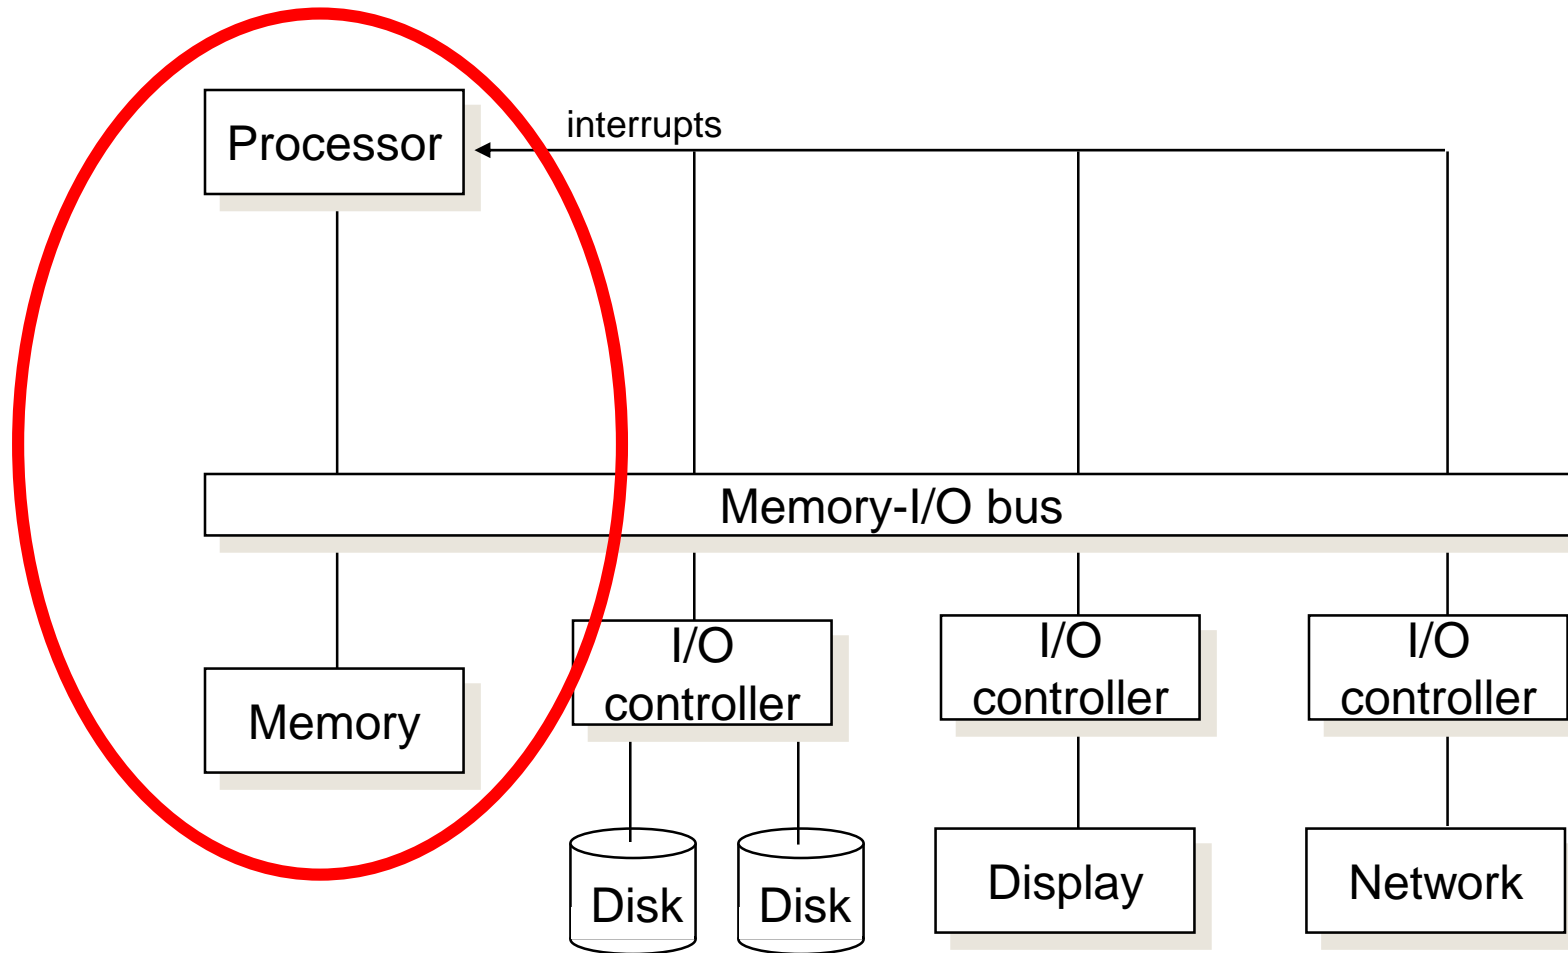 interrupts
Processor
Memory-I/O bus
I/O
controller
I/O
controller
I/O
controller
Memory
Disk
Disk
Display
Network